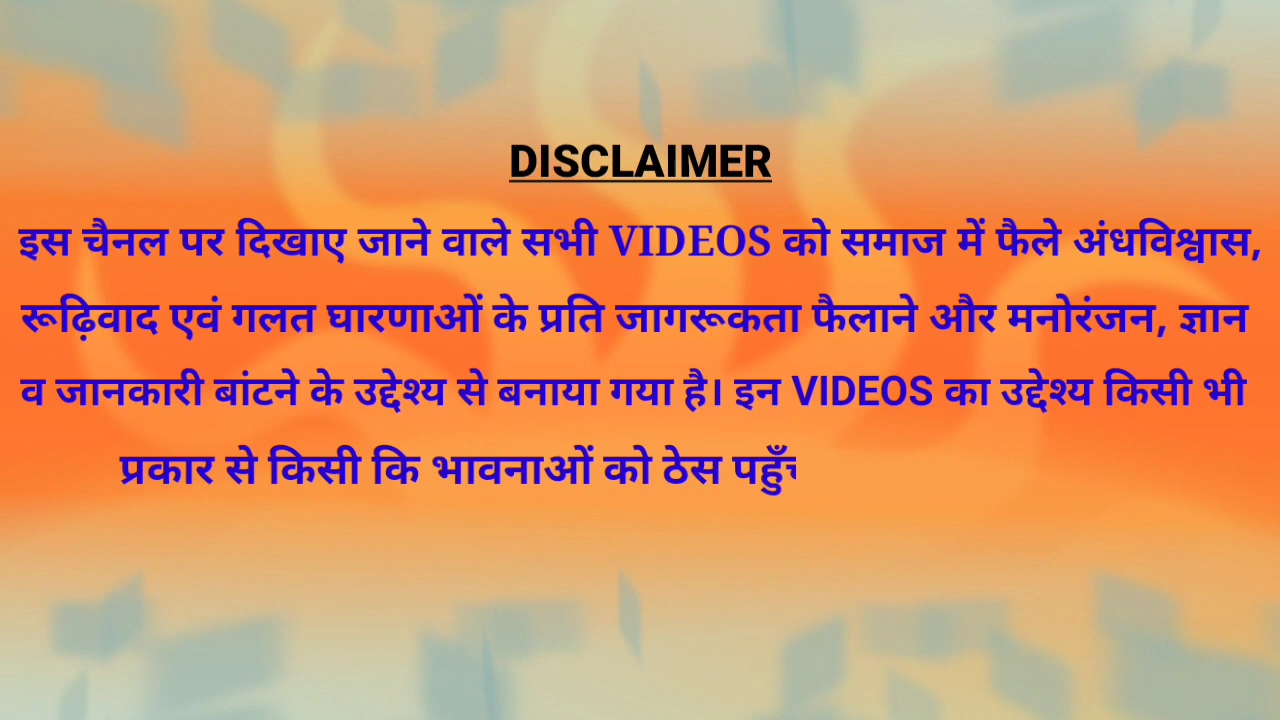 DISCLAIMER
इस चैनल पर दिखाए जाने वाले सभी VIDEOS को समाज में फैले अंधविश्वास,
रूढ़िवाद एवं गलत घारणाओं के प्रति जागरूकता फैलाने और मनोरंजन, ज्ञान
व जानकारी बांटने के उद्देश्य से बनाया गया है। इन VIDEOS का उद्देश्य किसी भी
प्रकार से किसी कि भावनाओं को ठेस